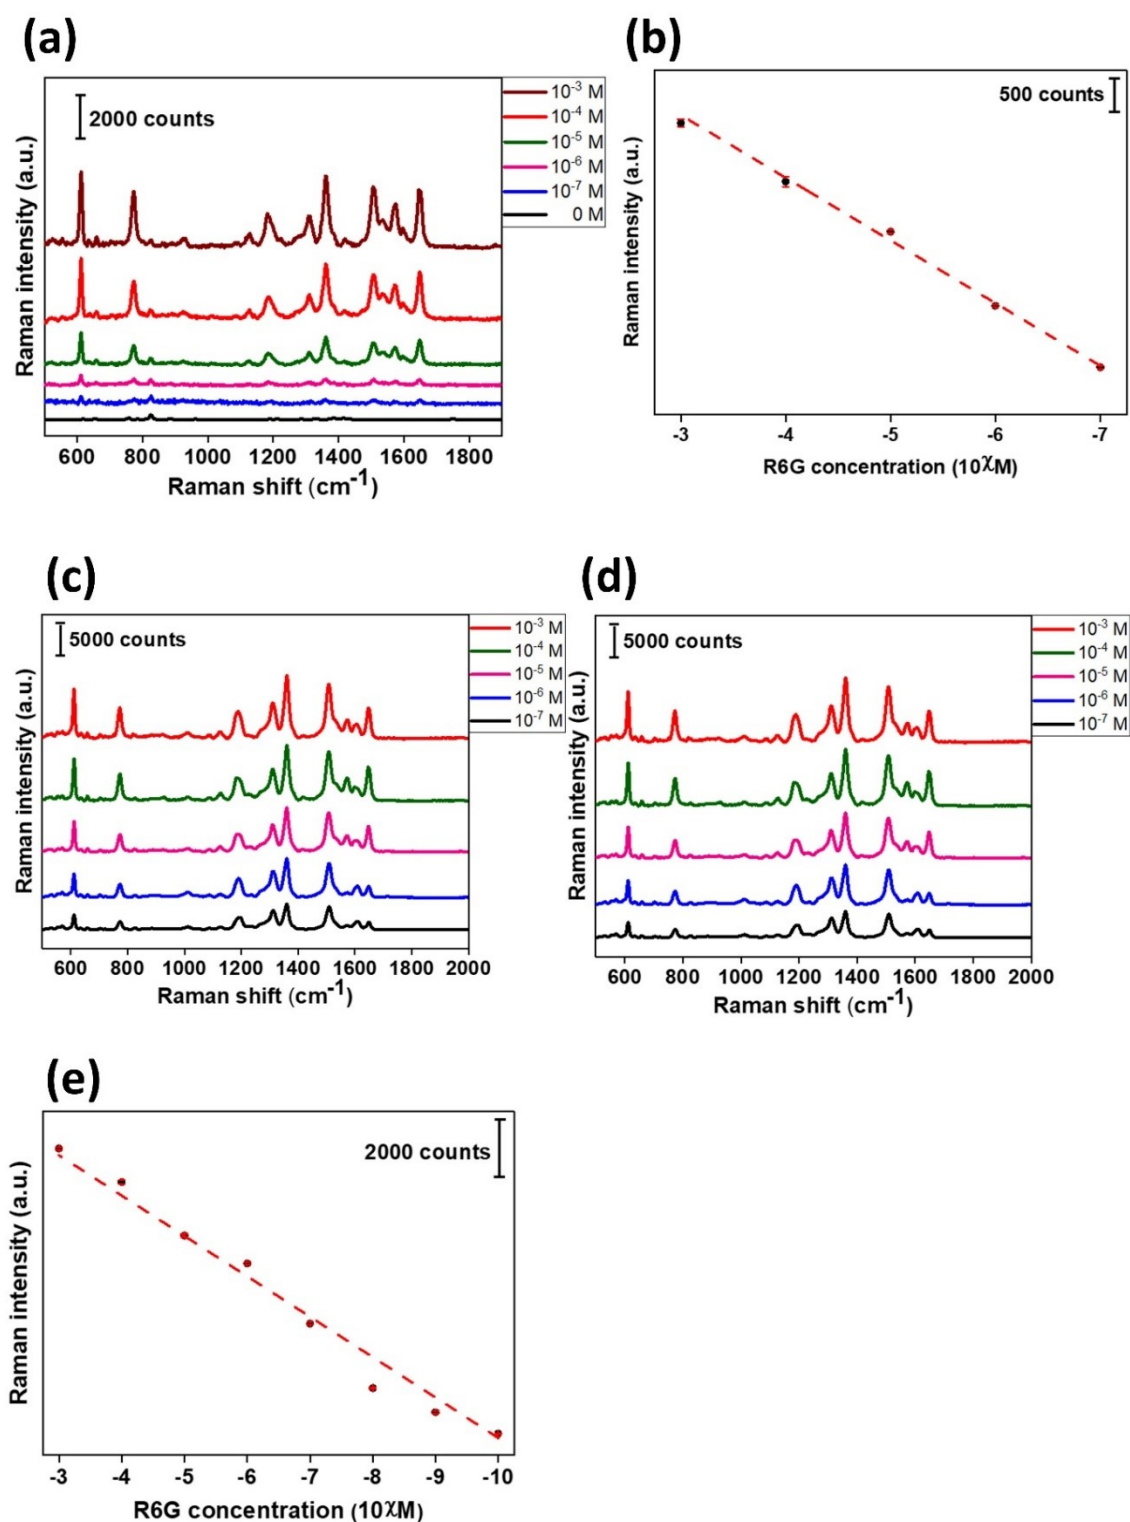 (a)
2000 counts
10⁻³ M
10⁻⁴ M
10⁻⁵ M
10⁻⁶ M
10⁻⁷ M
0 M
Raman intensity (a.u.)
600 800 1000 1200 1400 1600 1800
Raman shift (cm⁻¹)
(b)
500 counts
Raman intensity (a.u.)
-3 -4 -5 -6 -7
R6G concentration (10^χM)
(c)
5000 counts
10⁻³ M
10⁻⁴ M
10⁻⁵ M
10⁻⁶ M
10⁻⁷ M
Raman intensity (a.u.)
600 800 1000 1200 1400 1600 1800 2000
Raman shift (cm⁻¹)
(d)
5000 counts
10⁻³ M
10⁻⁴ M
10⁻⁵ M
10⁻⁶ M
10⁻⁷ M
Raman intensity (a.u.)
600 800 1000 1200 1400 1600 1800 2000
Raman shift (cm⁻¹)
(e)
2000 counts
Raman intensity (a.u.)
-3 -4 -5 -6 -7 -8 -9 -10
R6G concentration (10^χM)